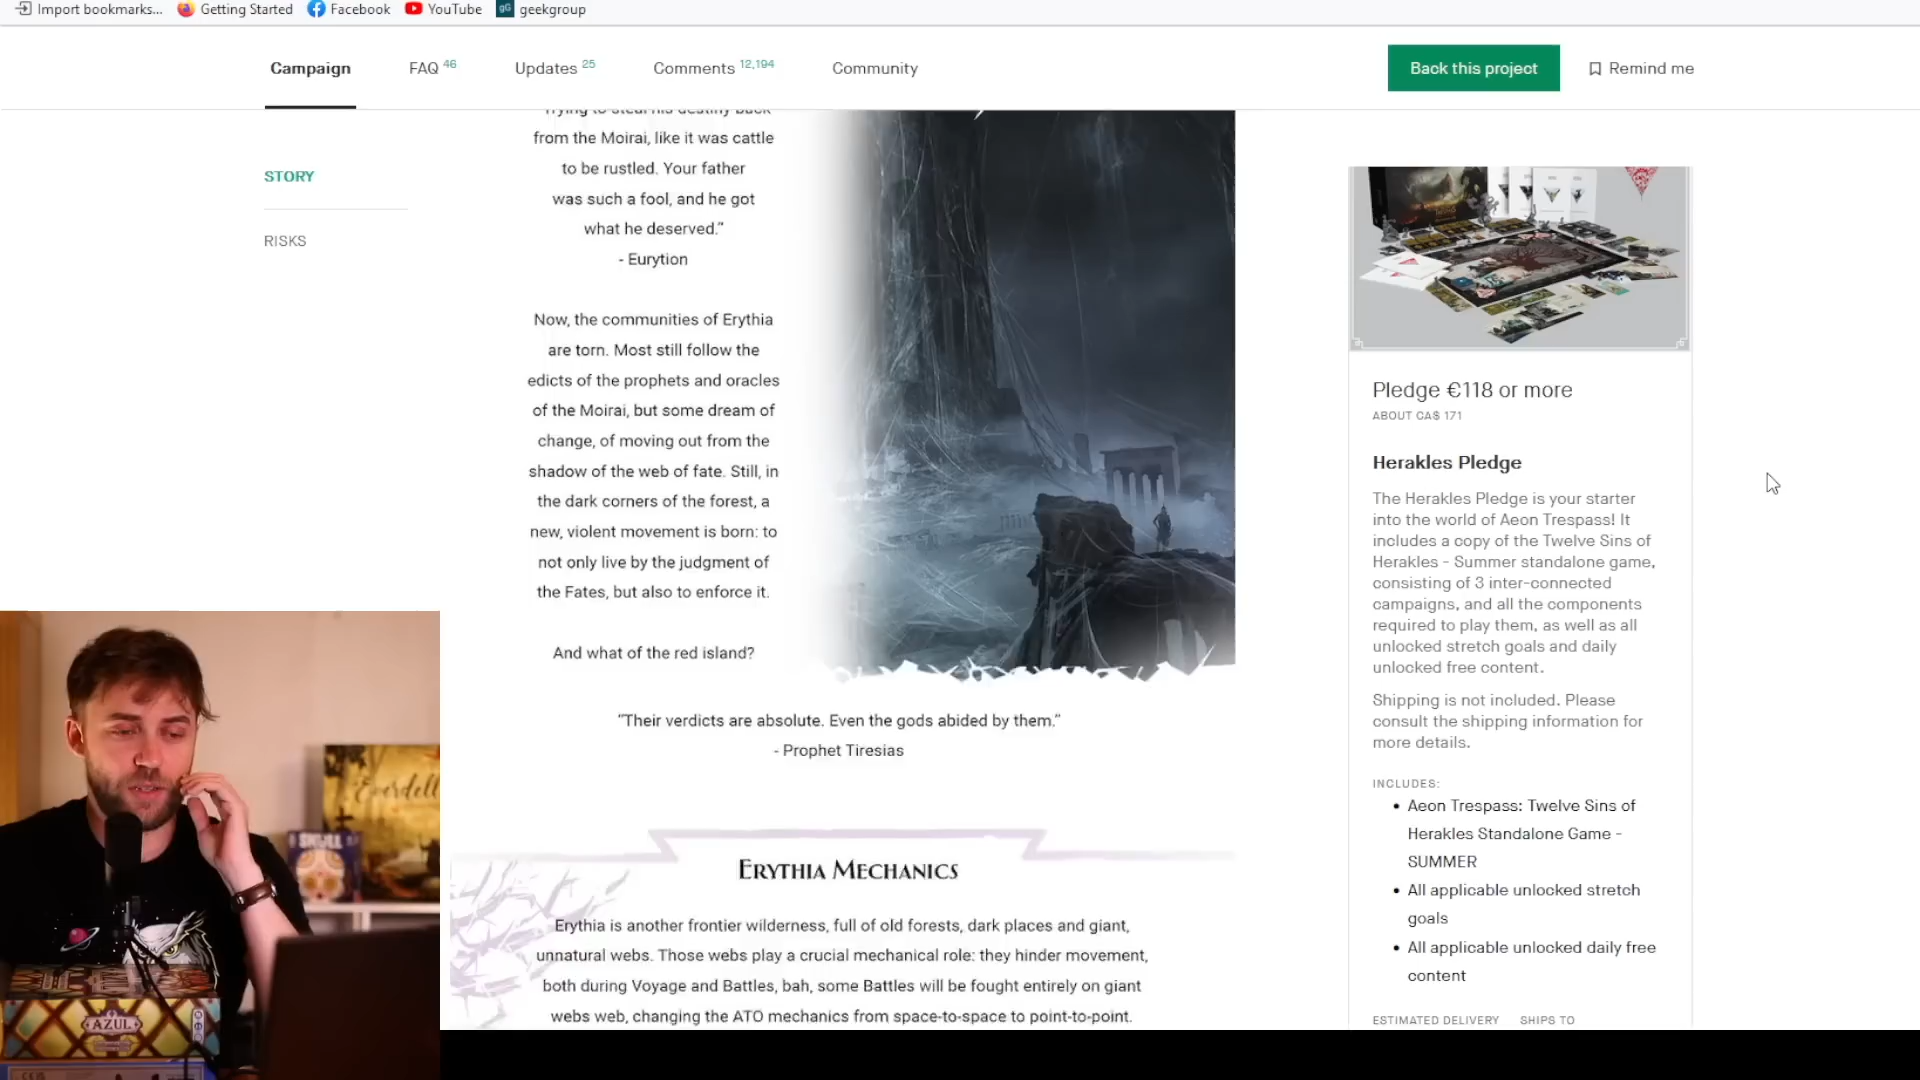 Import bookmarks...
Getting Started
Facebook
YouTube
gG geekgroup
Campaign
FAQ 46
Updates 25
Comments 12,194
Community
Back this project
Remind me
STORY
RISKS
Trying to steal his destiny back
from the Moirai, like it was cattle
to be rustled. Your father
was such a fool, and he got
what he deserved.”
- Eurytion
Now, the communities of Erythia
are torn. Most still follow the
edicts of the prophets and oracles
of the Moirai, but some dream of
change, of moving out from the
shadow of the web of fate. Still, in
the dark corners of the forest, a
new, violent movement is born: to
not only live by the judgment of
the Fates, but also to enforce it.
And what of the red island?
“Their verdicts are absolute. Even the gods abided by them.”
- Prophet Tiresias
Erythia Mechanics
Erythia is another frontier wilderness, full of old forests, dark places and giant,
unnatural webs. Those webs play a crucial mechanical role: they hinder movement,
both during Voyage and Battles, bah, some Battles will be fought entirely on giant
webs web, changing the ATO mechanics from space-to-space to point-to-point.
Pledge €118 or more
ABOUT CA$ 171
Herakles Pledge
The Herakles Pledge is your starter
into the world of Aeon Trespass! It
includes a copy of the Twelve Sins of
Herakles - Summer standalone game,
consisting of 3 inter-connected
campaigns, and all the components
required to play them, as well as all
unlocked stretch goals and daily
unlocked free content.
Shipping is not included. Please
consult the shipping information for
more details.
INCLUDES:
• Aeon Trespass: Twelve Sins of
Herakles Standalone Game -
SUMMER
• All applicable unlocked stretch
goals
• All applicable unlocked daily free
content
ESTIMATED DELIVERY
SHIPS TO
Everdell
SKULL
AZUL